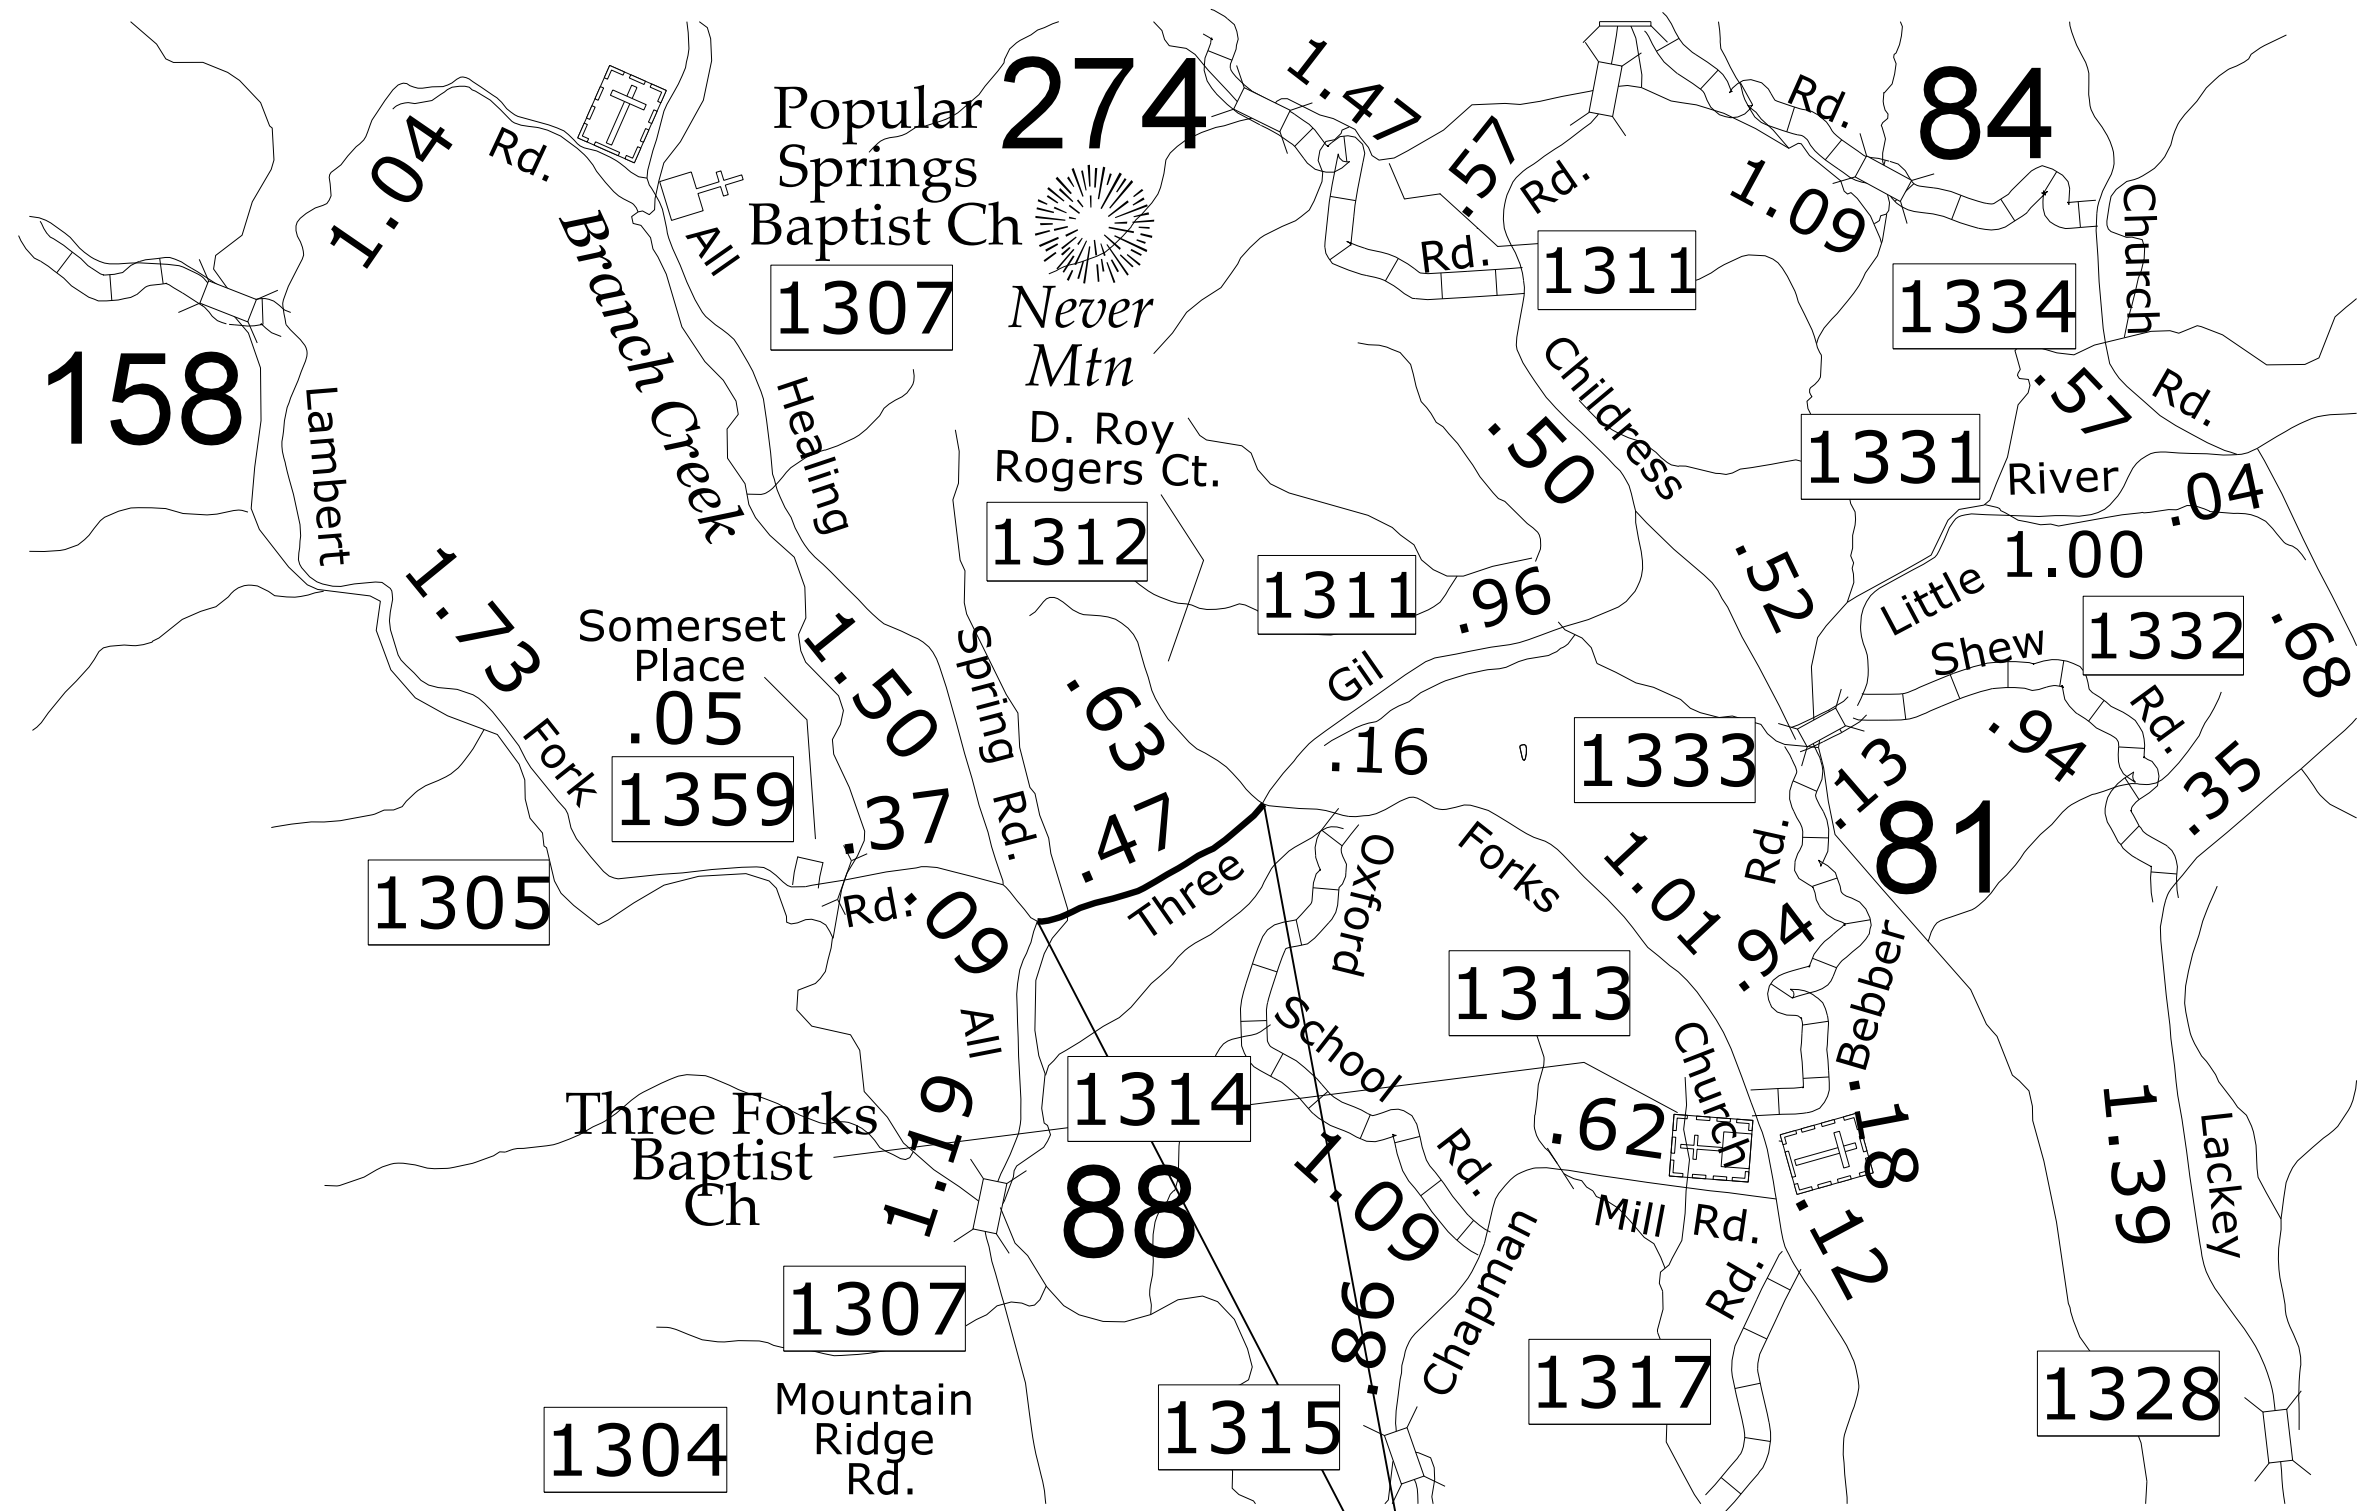 274
84
158
Popular
Springs
Baptist Ch
1.47
Rd.
1.04
Rd.
.57
Rd.
1.09
Church
All
Branch Creek
1307
Never
Mtn
Rd.
1311
1334
Lambert
Healing
D. Roy
Rogers Ct.
Childress
.50
.57
Rd.
1331
River
.04
1312
1311
.96
.52
1.00
Little
1332
Shew
.68
1.73
Somerset
Place
.05
1359
1.50
Spring
Rd.
.63
Gil
.16
1333
.94
Rd.
.35
Fork
.37
.47
Three
.13
81
Rd.
Forks
1.01
Oxford
1305
Rd.
.09
.94
Bebber
All
1313
School
Church
1314
Three Forks
Baptist
Ch
1.19
88
1.09
Rd.
.62
.18
1.39
Lackey
Mill Rd.
.12
1307
.86
Chapman
Rd.
1317
1328
1304
Mountain
Ridge
Rd.
1315